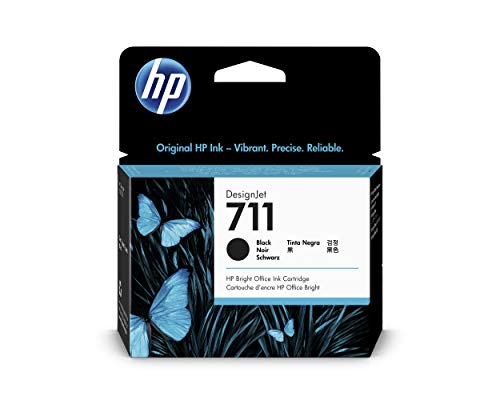 hp
Original HP Ink – Vibrant. Precise. Reliable.
DesignJet
711
Black Tinta Negra 검정
Noir 黑 黑色
Schwarz
HP Bright Office Ink Cartridge
Cartouche d'encre HP Office Bright